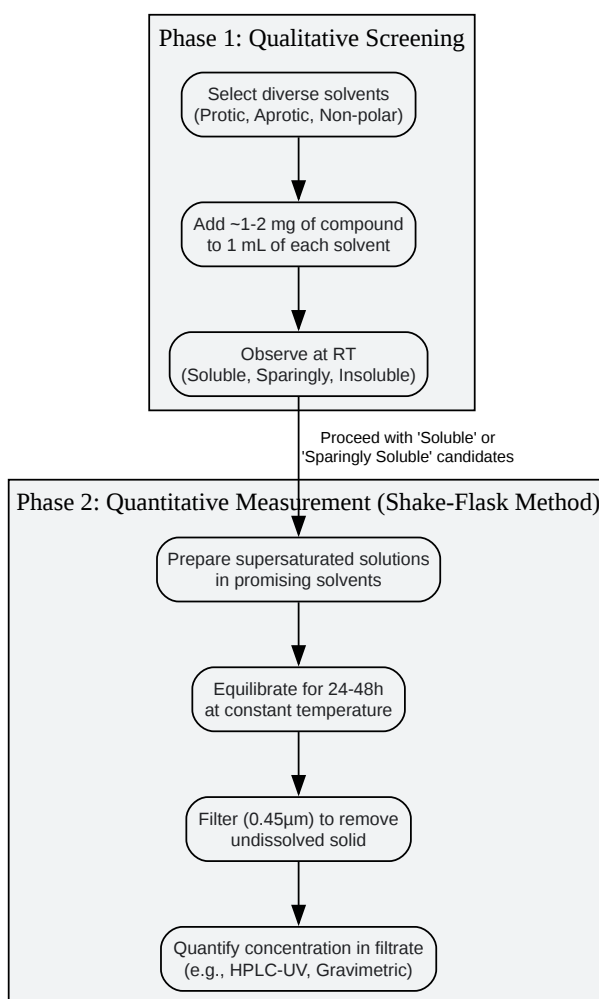 Phase 1: Qualitative Screening
Select diverse solvents
(Protic, Aprotic, Non-polar)
Add ~1-2 mg of compound
to 1 mL of each solvent
Observe at RT
(Soluble, Sparingly, Insoluble)
Proceed with 'Soluble' or
'Sparingly Soluble' candidates
Phase 2: Quantitative Measurement (Shake-Flask Method)
Prepare supersaturated solutions
in promising solvents
Equilibrate for 24-48h
at constant temperature
Filter (0.45µm) to remove
undissolved solid
Quantify concentration in filtrate
(e.g., HPLC-UV, Gravimetric)